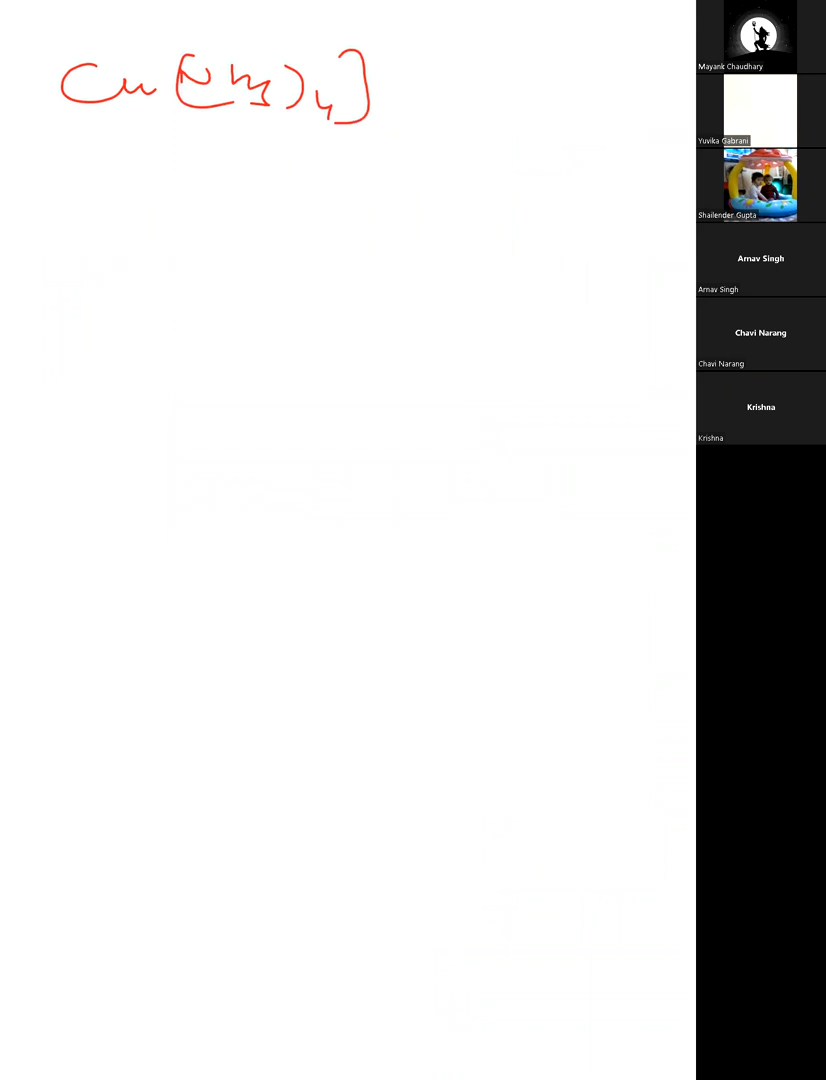 Cu[NH3)4]
Mayank Chaudhary
Yuvika Gabrani
Shailender Gupta
Arnav Singh
Arnav Singh
Chavi Narang
Chavi Narang
Krishna
Krishna